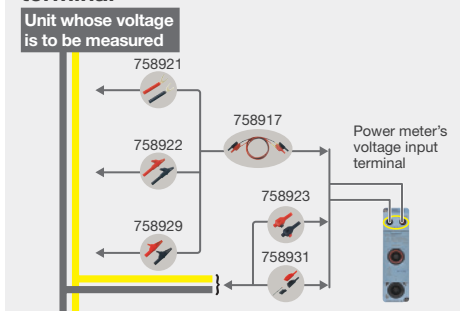 Unit whose voltage
is to be measured
758921
758917
758922
Power meter's
voltage input
terminal
758923
758929
758931
}